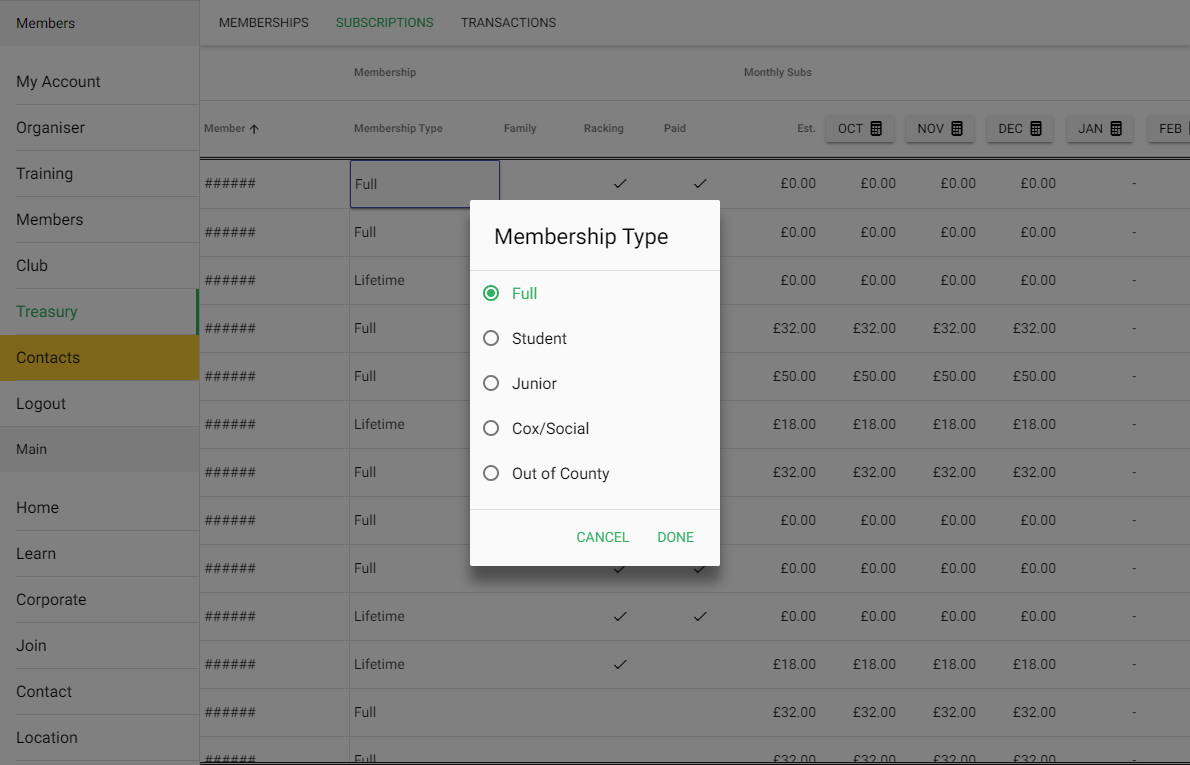 Members
My Account
Organiser
Training
Members
Club
Treasury
Contacts
Logout
Main
Home
Learn
Corporate
Join
Contact
Location
MEMBERSHIPS SUBSCRIPTIONS TRANSACTIONS
Membership Monthly Subs
Member Membership Type Family Racking Paid Est. OCT NOV DEC JAN FEB
###### Full £0.00 £0.00 £0.00 £0.00 -
###### Full £0.00 £0.00 £0.00 £0.00 -
###### Lifetime £0.00 £0.00 £0.00 £0.00 -
###### Full £32.00 £32.00 £32.00 £32.00 -
###### Full £50.00 £50.00 £50.00 £50.00 -
###### Lifetime £18.00 £18.00 £18.00 £18.00 -
###### Full £32.00 £32.00 £32.00 £32.00 -
###### Full £0.00 £0.00 £0.00 £0.00 -
###### Full £0.00 £0.00 £0.00 £0.00 -
###### Lifetime £0.00 £0.00 £0.00 £0.00 -
###### Lifetime £18.00 £18.00 £18.00 £18.00 -
###### Full £32.00 £32.00 £32.00 £32.00 -
###### Full £32.00 £32.00 £32.00 £32.00 -
Membership Type
Full
Student
Junior
Cox/Social
Out of County
CANCEL DONE